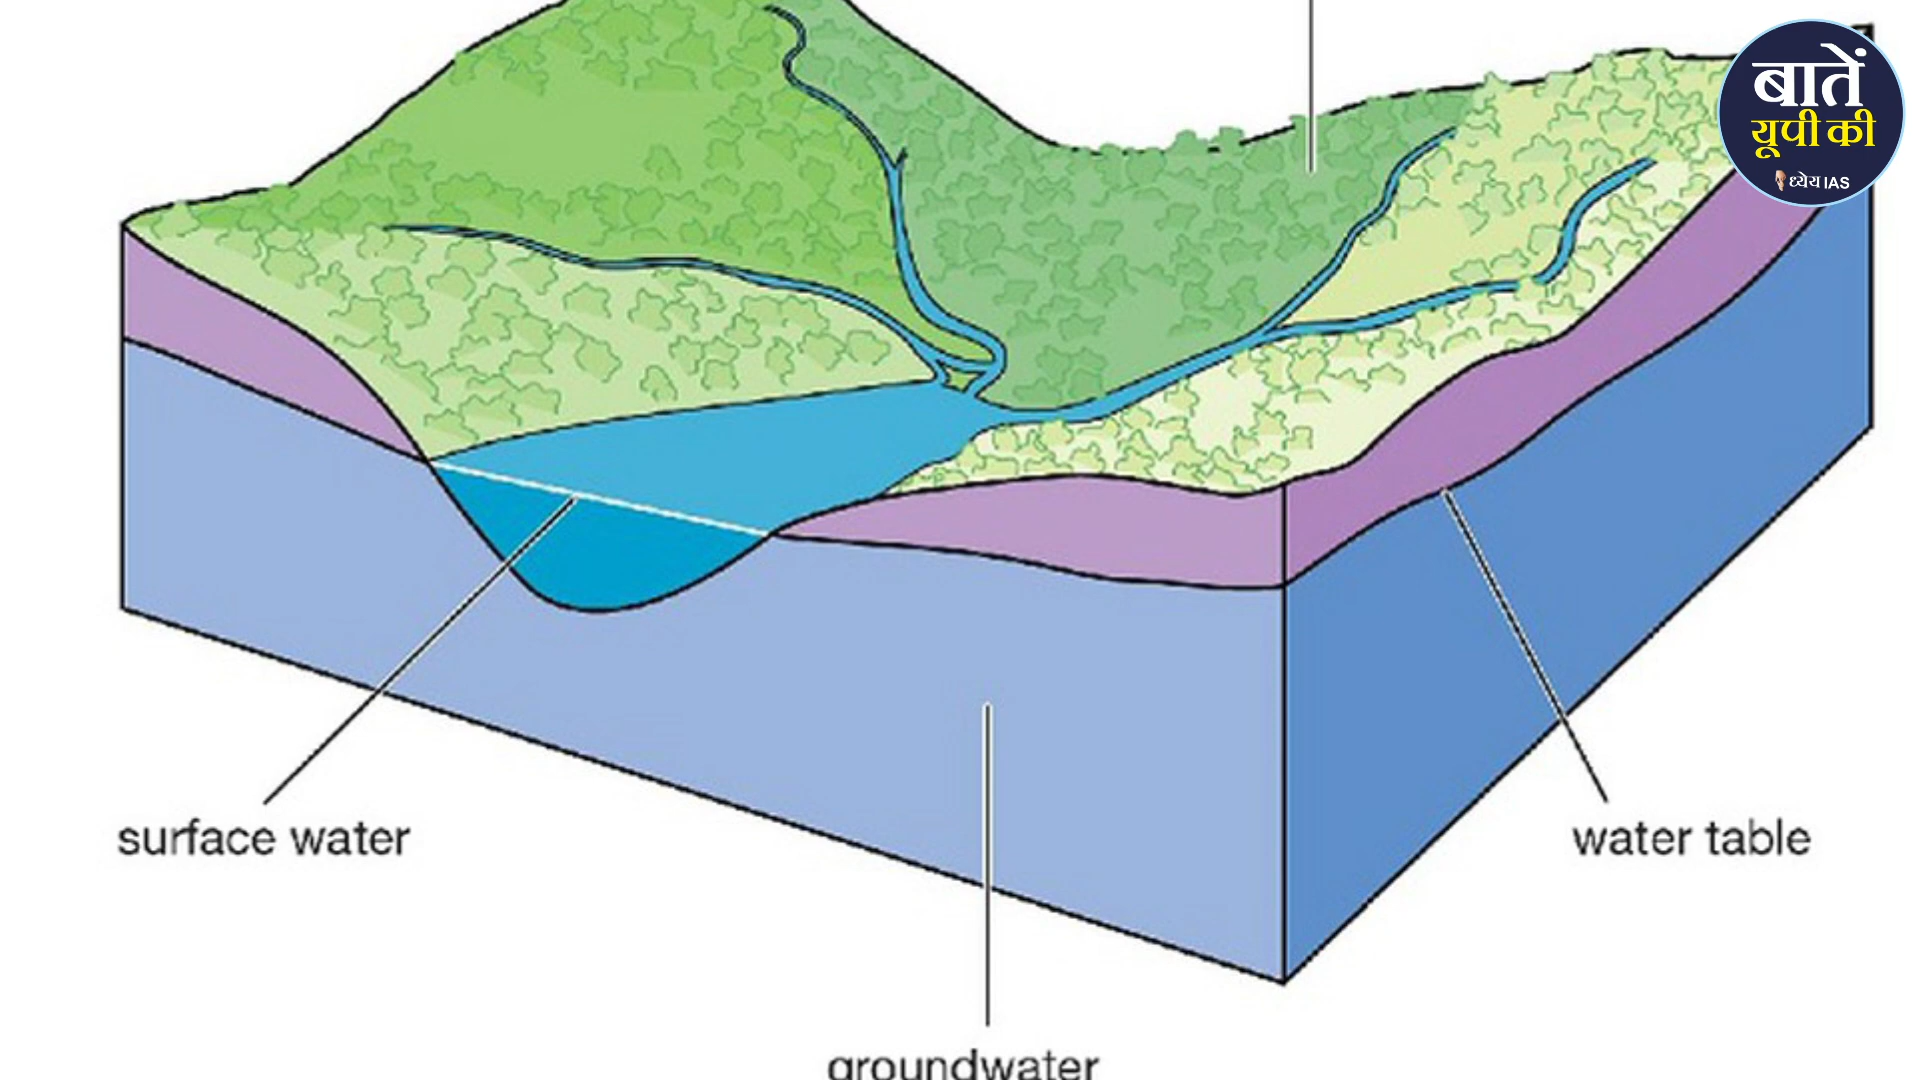 बातें
यूपी की
ध्येय IAS
surface water
water table
groundwater